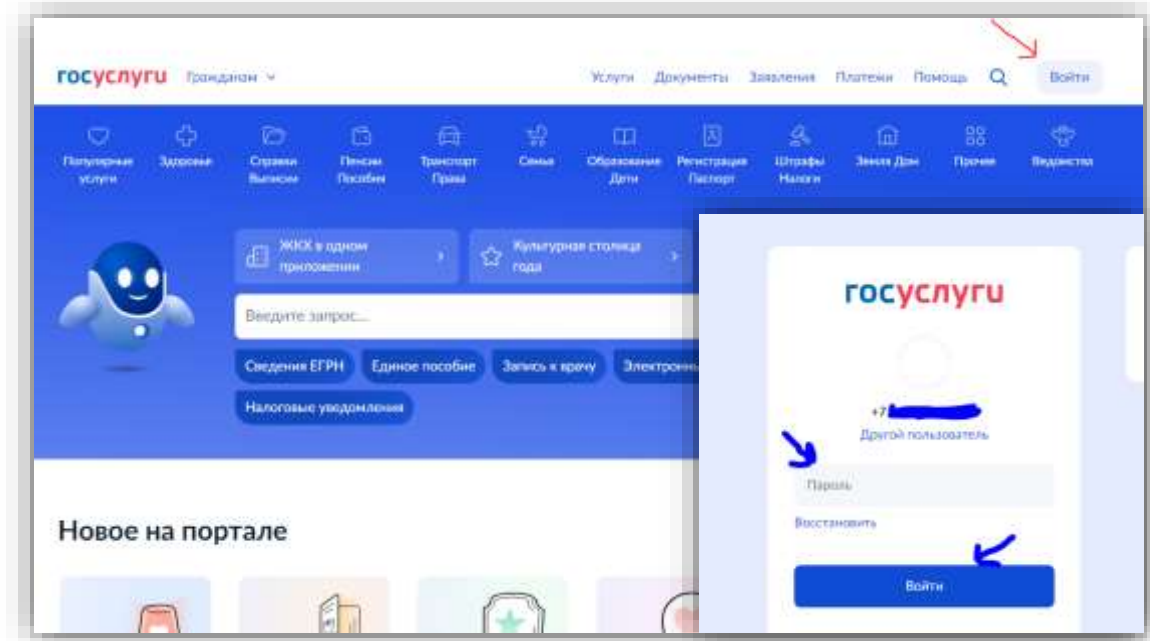 госуслуги Гражданам
Услуги Документы Заявления Платежи Помощь Войти
Популярные услуги
Здоровье
Справки Выписки
Пенсии Пособия
Транспорт Права
Семья
Образование Дети
Регистрация Паспорт
Штрафы Налоги
Земля Дом
Прочее
Ведомства
ЖКХ в одном
приложении
Культурная столица
года
Введите запрос...
Сведения ЕГРН Единое пособие Запись к врачу
Налоговые уведомления
Новое на портале
госуслуги
+7
Другой пользователь
Пароль
Восстановить
Войти